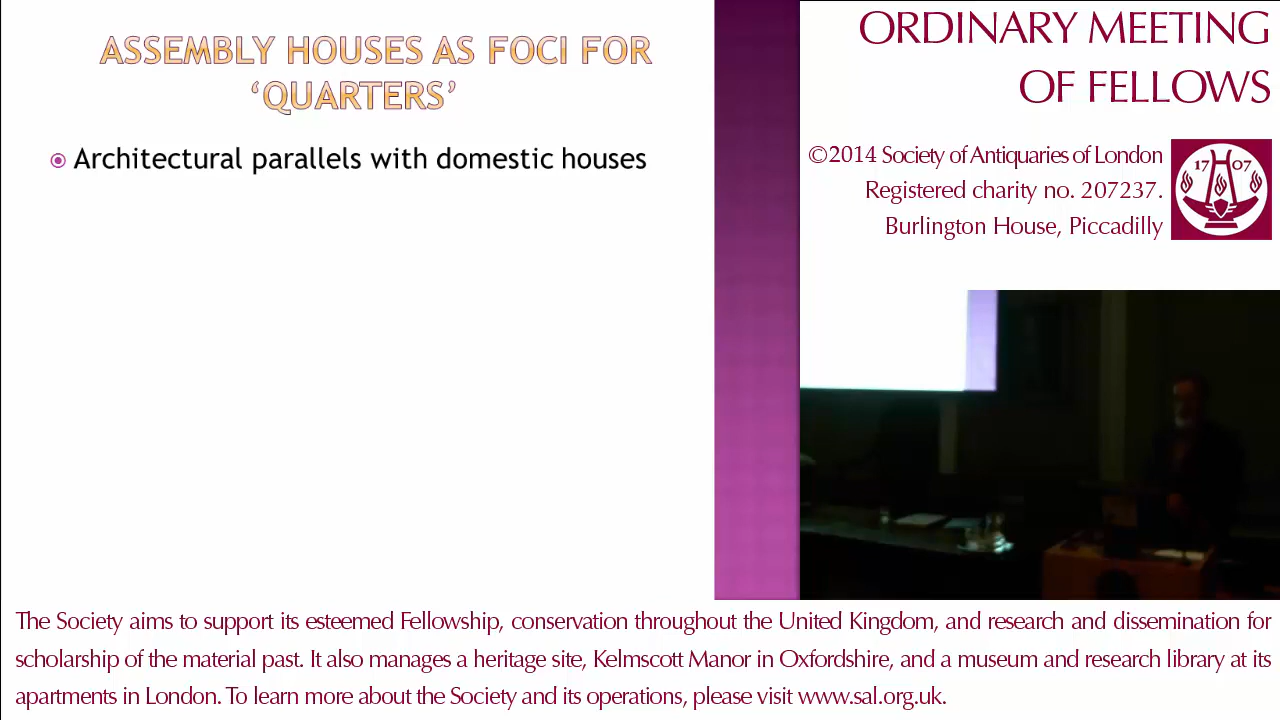 ASSEMBLY HOUSES AS FOCI FOR
‘QUARTERS’
Architectural parallels with domestic houses
ORDINARY MEETING
OF FELLOWS
©2014 Society of Antiquaries of London
Registered charity no. 207237.
Burlington House, Piccadilly
17 07
The Society aims to support its esteemed Fellowship, conservation throughout the United Kingdom, and research and dissemination for
scholarship of the material past. It also manages a heritage site, Kelmscott Manor in Oxfordshire, and a museum and research library at its
apartments in London. To learn more about the Society and its operations, please visit www.sal.org.uk.